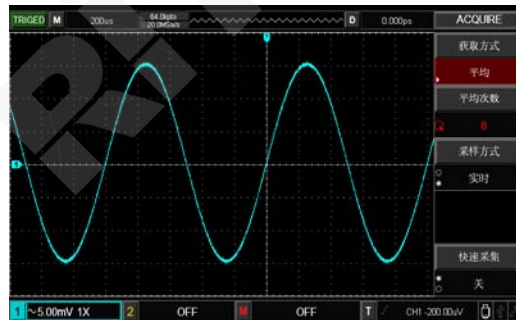 TRIGED M 200us 64.0kpts D 0.000ps ACQUIRE
20.0MSa/s
获取方式
平均
平均次数
8
采样方式
实时
快速采集
关
1 ~5.00mV 1X 2 OFF M OFF T CH1 -200.00uV